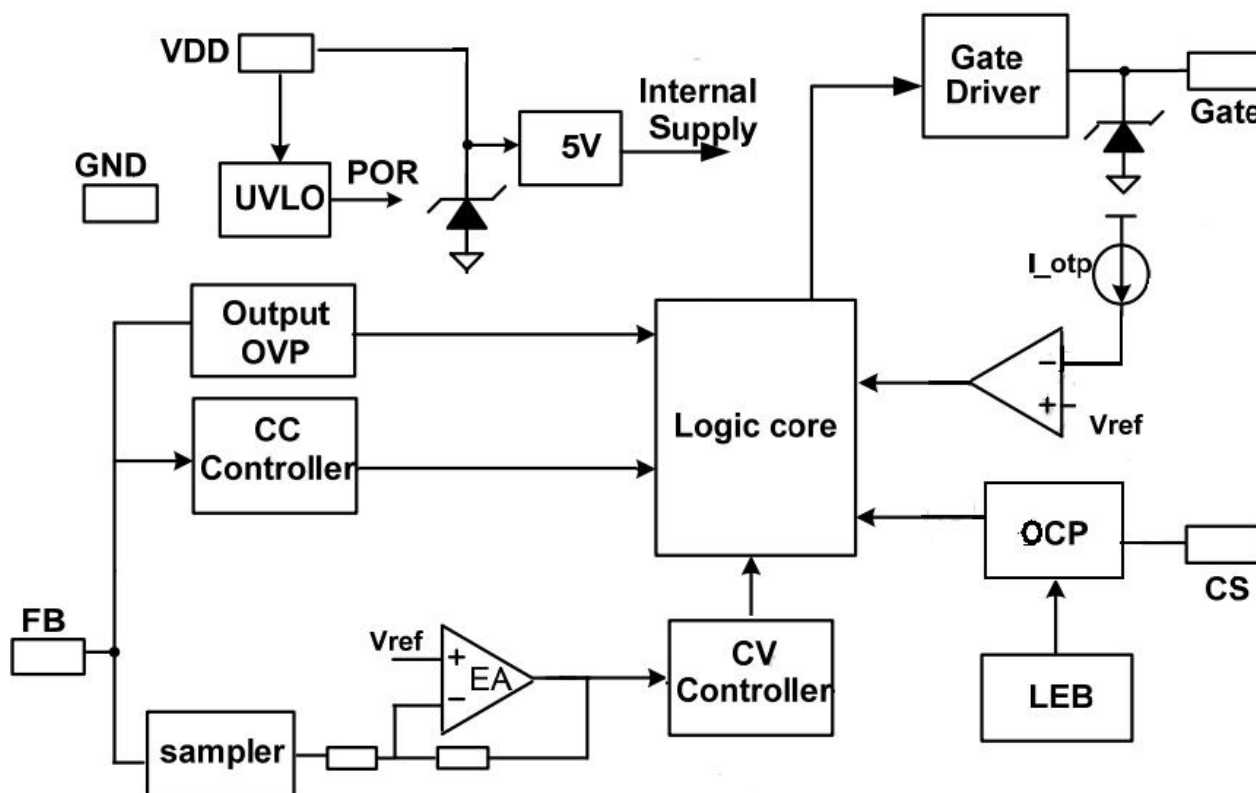 VDD
GND
UVLO
POR
5V
Internal
Supply
Gate
Driver
Gate
I_otp
Output
OVP
CC
Controller
Logic core
−
+
Vref
OCP
CS
LEB
FB
Vref
+
EA
−
CV
Controller
sampler